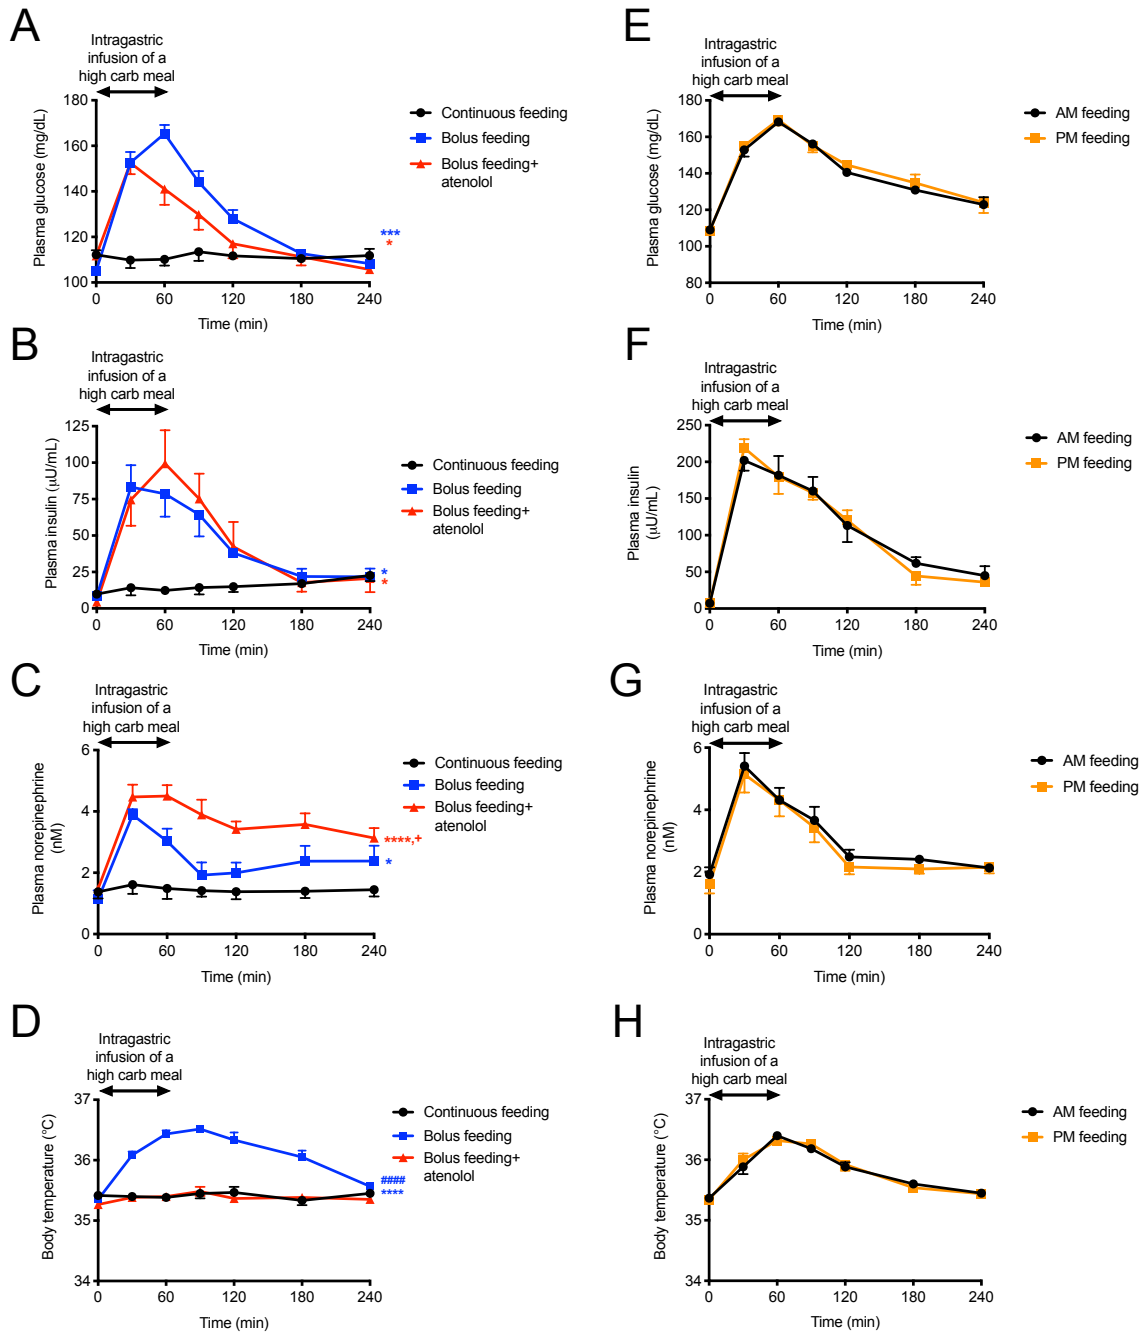 A
Intragastric
infusion of a
high carb meal
180
160
140
120
100
Plasma glucose (mg/dL)
0 60 120 180 240
Time (min)
Continuous feeding
Bolus feeding
Bolus feeding+
atenolol
***
*
B
Intragastric
infusion of a
high carb meal
125
100
75
50
25
0
Plasma insulin (μU/mL)
0 60 120 180 240
Time (min)
Continuous feeding
Bolus feeding
Bolus feeding+
atenolol
*
*
C
Intragastric
infusion of a
high carb meal
6
4
2
0
Plasma norepinephrine
(nM)
0 60 120 180 240
Time (min)
Continuous feeding
Bolus feeding
Bolus feeding+
atenolol
****,+
*
D
Intragastric
infusion of a
high carb meal
37
36
35
34
Body temperature (°C)
0 60 120 180 240
Time (min)
Continuous feeding
Bolus feeding
Bolus feeding+
atenolol
####
****
E
Intragastric
infusion of a
high carb meal
180
160
140
120
100
80
Plasma glucose (mg/dL)
0 60 120 180 240
Time (min)
AM feeding
PM feeding
F
Intragastric
infusion of a
high carb meal
250
200
150
100
50
0
Plasma insulin
(μU/mL)
0 60 120 180 240
Time (min)
AM feeding
PM feeding
G
Intragastric
infusion of a
high carb meal
6
4
2
0
Plasma norepinephrine
(nM)
0 60 120 180 240
Time (min)
AM feeding
PM feeding
H
Intragastric
infusion of a
high carb meal
37
36
35
34
Body temperature (°C)
0 60 120 180 240
Time (min)
AM feeding
PM feeding